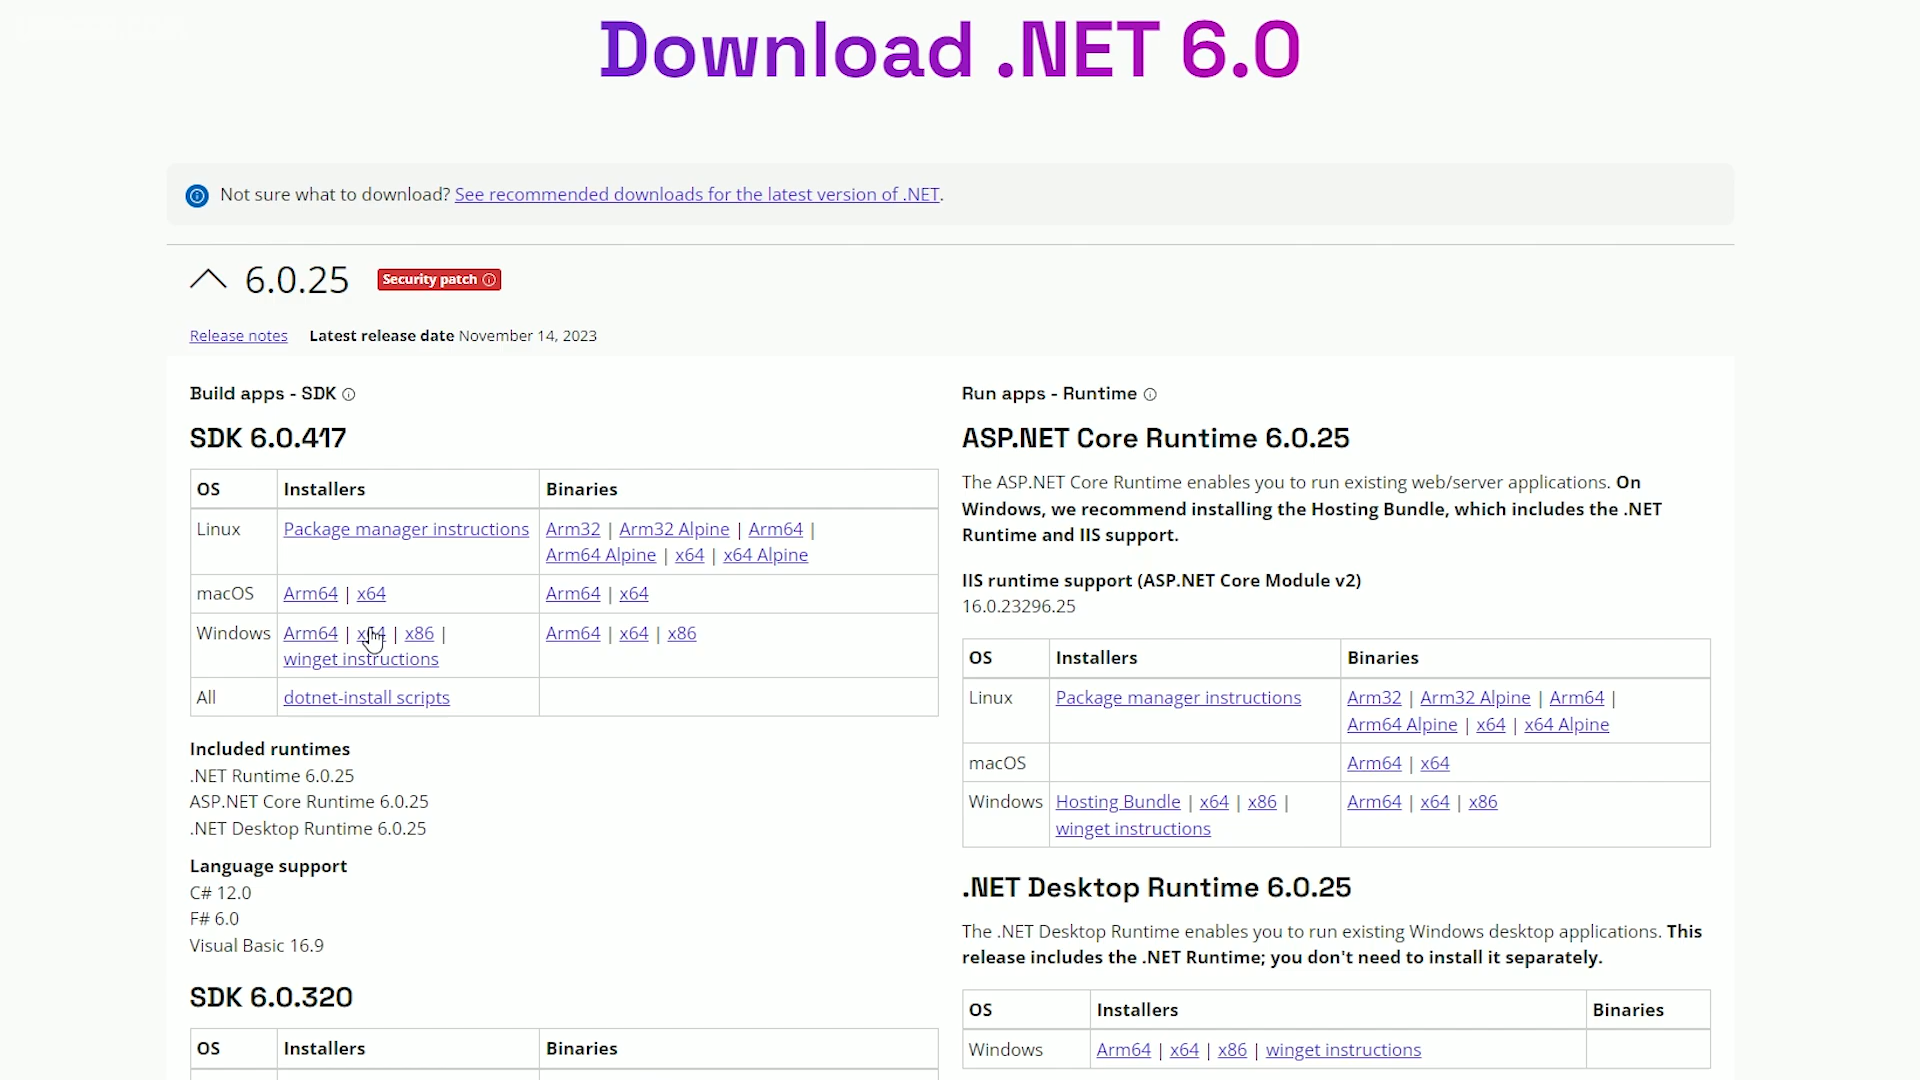 Download .NET 6.0
Not sure what to download? See recommended downloads for the latest version of .NET.
6.0.25 Security patch
Release notes Latest release date November 14, 2023
Build apps - SDK
SDK 6.0.417
OS Installers Binaries
Linux Package manager instructions Arm32 | Arm32 Alpine | Arm64 |
Arm64 Alpine | x64 | x64 Alpine
macOS Arm64 | x64 Arm64 | x64
Windows Arm64 | x64 | x86 | Arm64 | x64 | x86
winget instructions
All dotnet-install scripts
Included runtimes
.NET Runtime 6.0.25
ASP.NET Core Runtime 6.0.25
.NET Desktop Runtime 6.0.25
Language support
C# 12.0
F# 6.0
Visual Basic 16.9
SDK 6.0.320
OS Installers Binaries
Run apps - Runtime
ASP.NET Core Runtime 6.0.25
The ASP.NET Core Runtime enables you to run existing web/server applications. On
Windows, we recommend installing the Hosting Bundle, which includes the .NET
Runtime and IIS support.
IIS runtime support (ASP.NET Core Module v2)
16.0.23296.25
OS Installers Binaries
Linux Package manager instructions Arm32 | Arm32 Alpine | Arm64 |
Arm64 Alpine | x64 | x64 Alpine
macOS Arm64 | x64
Windows Hosting Bundle | x64 | x86 | Arm64 | x64 | x86
winget instructions
.NET Desktop Runtime 6.0.25
The .NET Desktop Runtime enables you to run existing Windows desktop applications. This
release includes the .NET Runtime; you don't need to install it separately.
OS Installers Binaries
Windows Arm64 | x64 | x86 | winget instructions